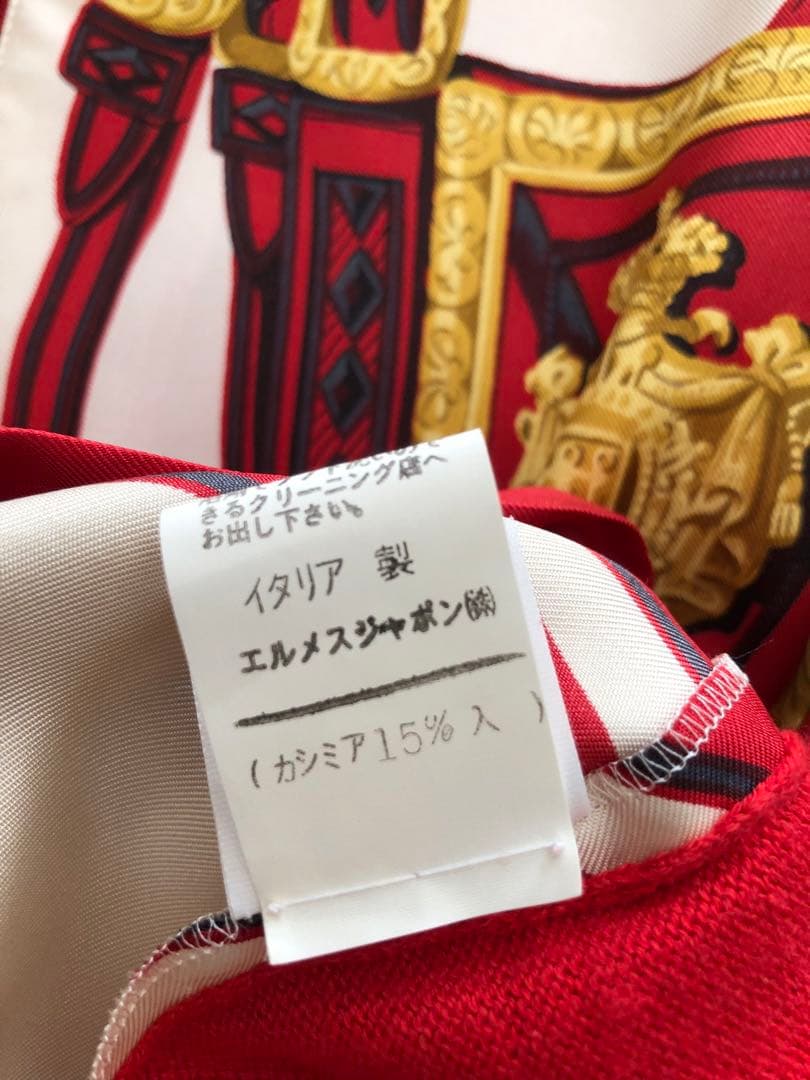 きるクリーニング店へ
お出し下さい。
イタリア 製
エルメスジャポン㈱
(カシミア15%入 )